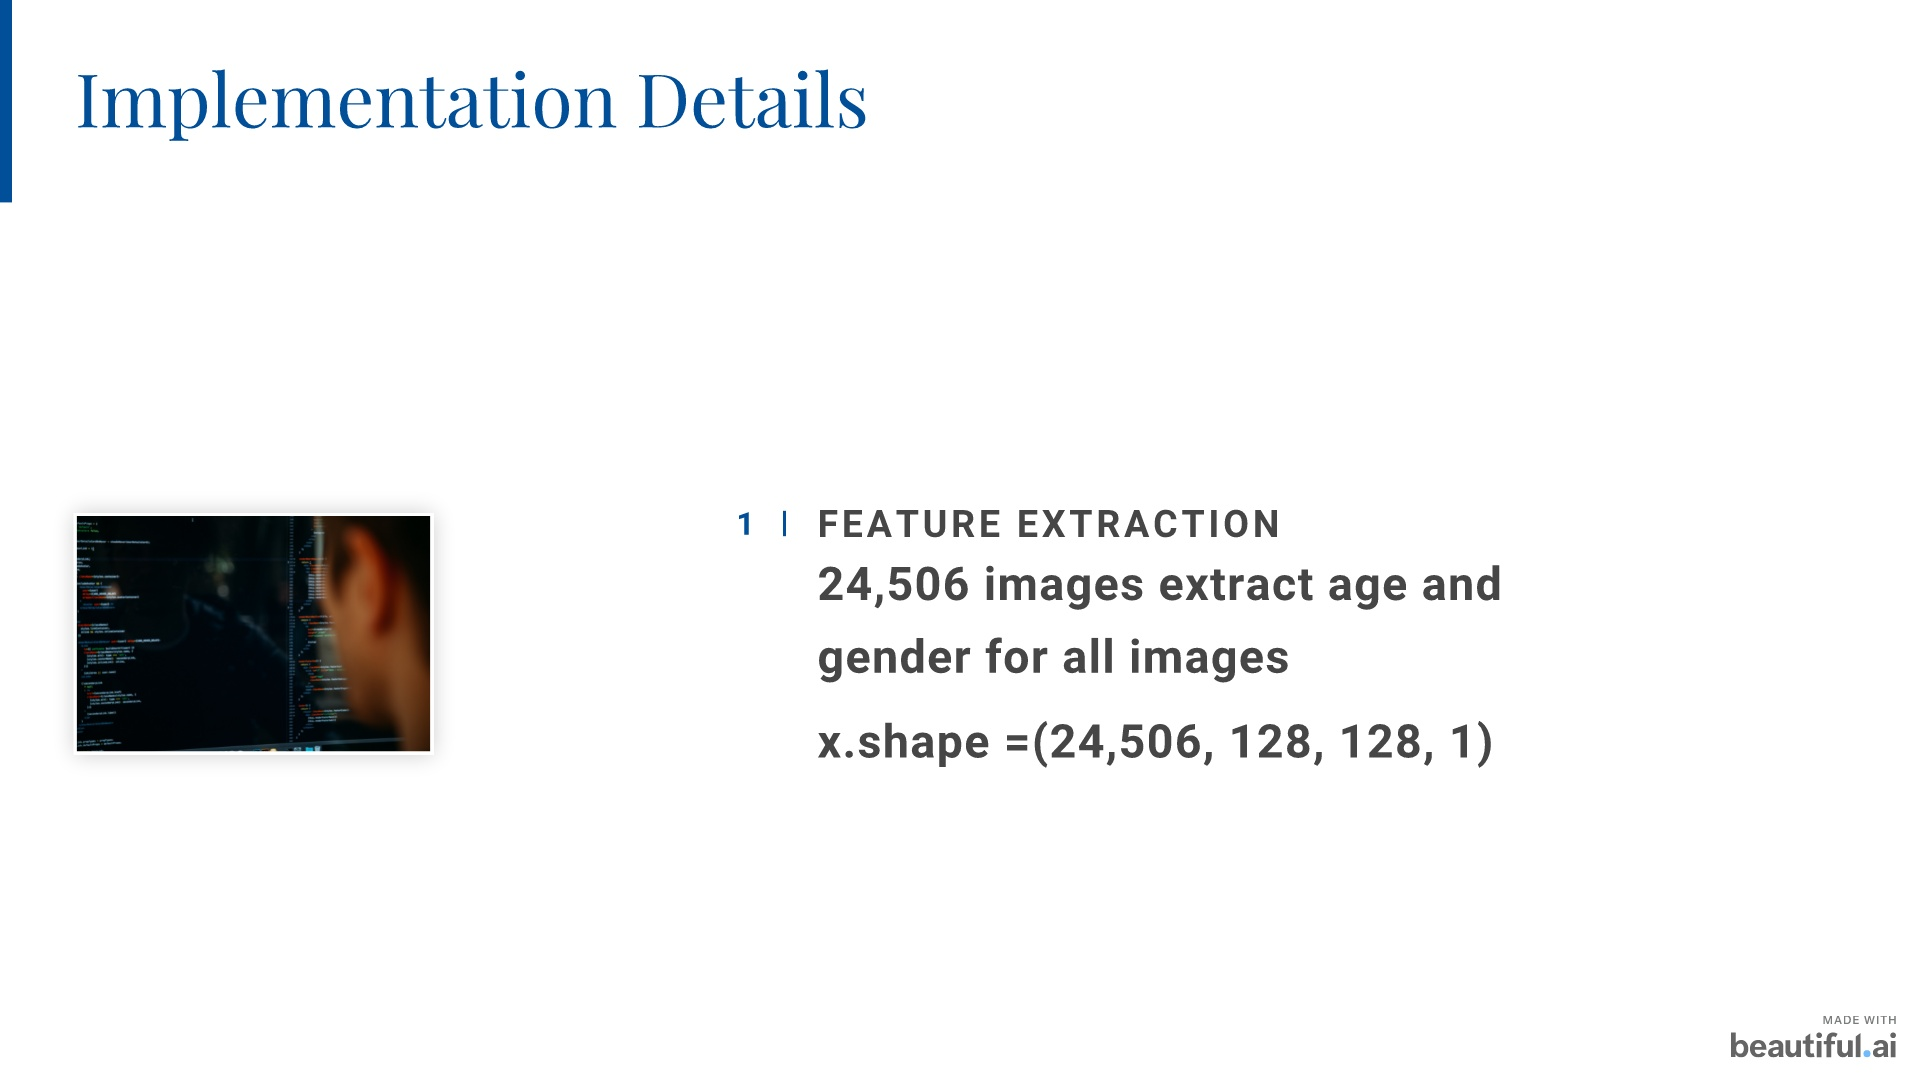 Implementation Details
1 | FEATURE EXTRACTION
24,506 images extract age and
gender for all images
x.shape =(24,506, 128, 128, 1)
MADE WITH
beautiful.ai